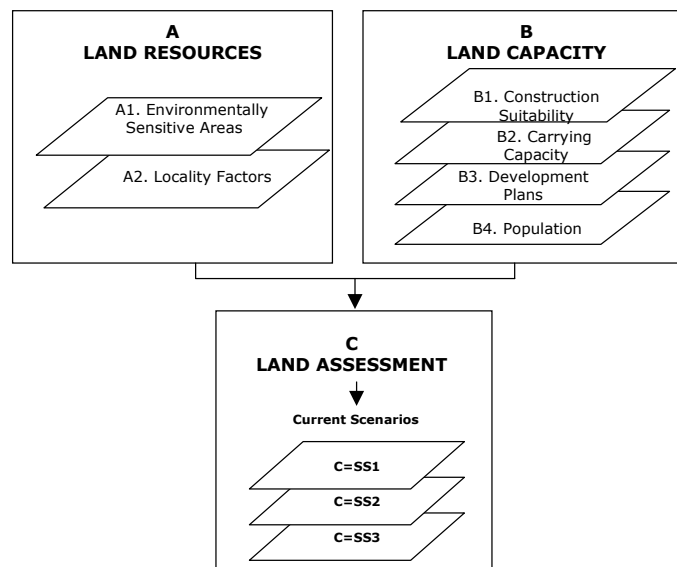 A
LAND RESOURCES
A1. Environmentally
Sensitive Areas
A2. Locality Factors
B
LAND CAPACITY
B1. Construction
Suitability
B2. Carrying
Capacity
B3. Development
Plans
B4. Population
C
LAND ASSESSMENT
Current Scenarios
C=SS1
C=SS2
C=SS3